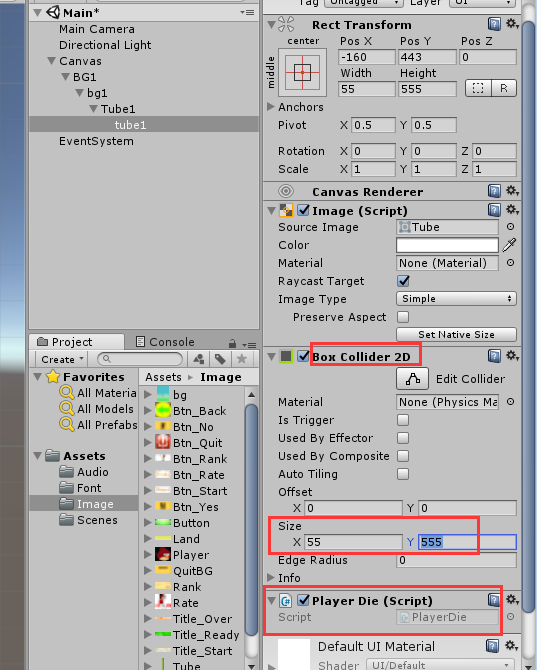 Main*
Main Camera
Directional Light
Canvas
BG1
bg1
Tube1
tube1
EventSystem
Project
Console
Create
Favorites
All Materia
All Models
All Prefabs
Assets
Audio
Font
Image
Scenes
Assets
Image
bg
Btn_Back
Btn_No
Btn_Quit
Btn_Rank
Btn_Rate
Btn_Start
Btn_Yes
Button
Land
Player
QuitBG
Rank
Rate
Title_Over
Title_Ready
Title_Start
Tube
Tag Untagged Layer UI
Rect Transform
center
middle
Pos X Pos Y Pos Z
-160 443 0
Width Height
55 555
R
Anchors
Pivot X 0.5 Y 0.5
Rotation X 0 Y 0 Z 0
Scale X 1 Y 1 Z 1
Canvas Renderer
Image (Script)
Source Image Tube
Color
Material None (Material)
Raycast Target
Image Type Simple
Preserve Aspect
Set Native Size
Box Collider 2D
Edit Collider
Material None (Physics Ma
Is Trigger
Used By Effector
Used By Composite
Auto Tiling
Offset
X 0 Y 0
Size
X 55 Y 555
Edge Radius 0
Info
Player Die (Script)
Script PlayerDie
Default UI Material
Shader UI/Default